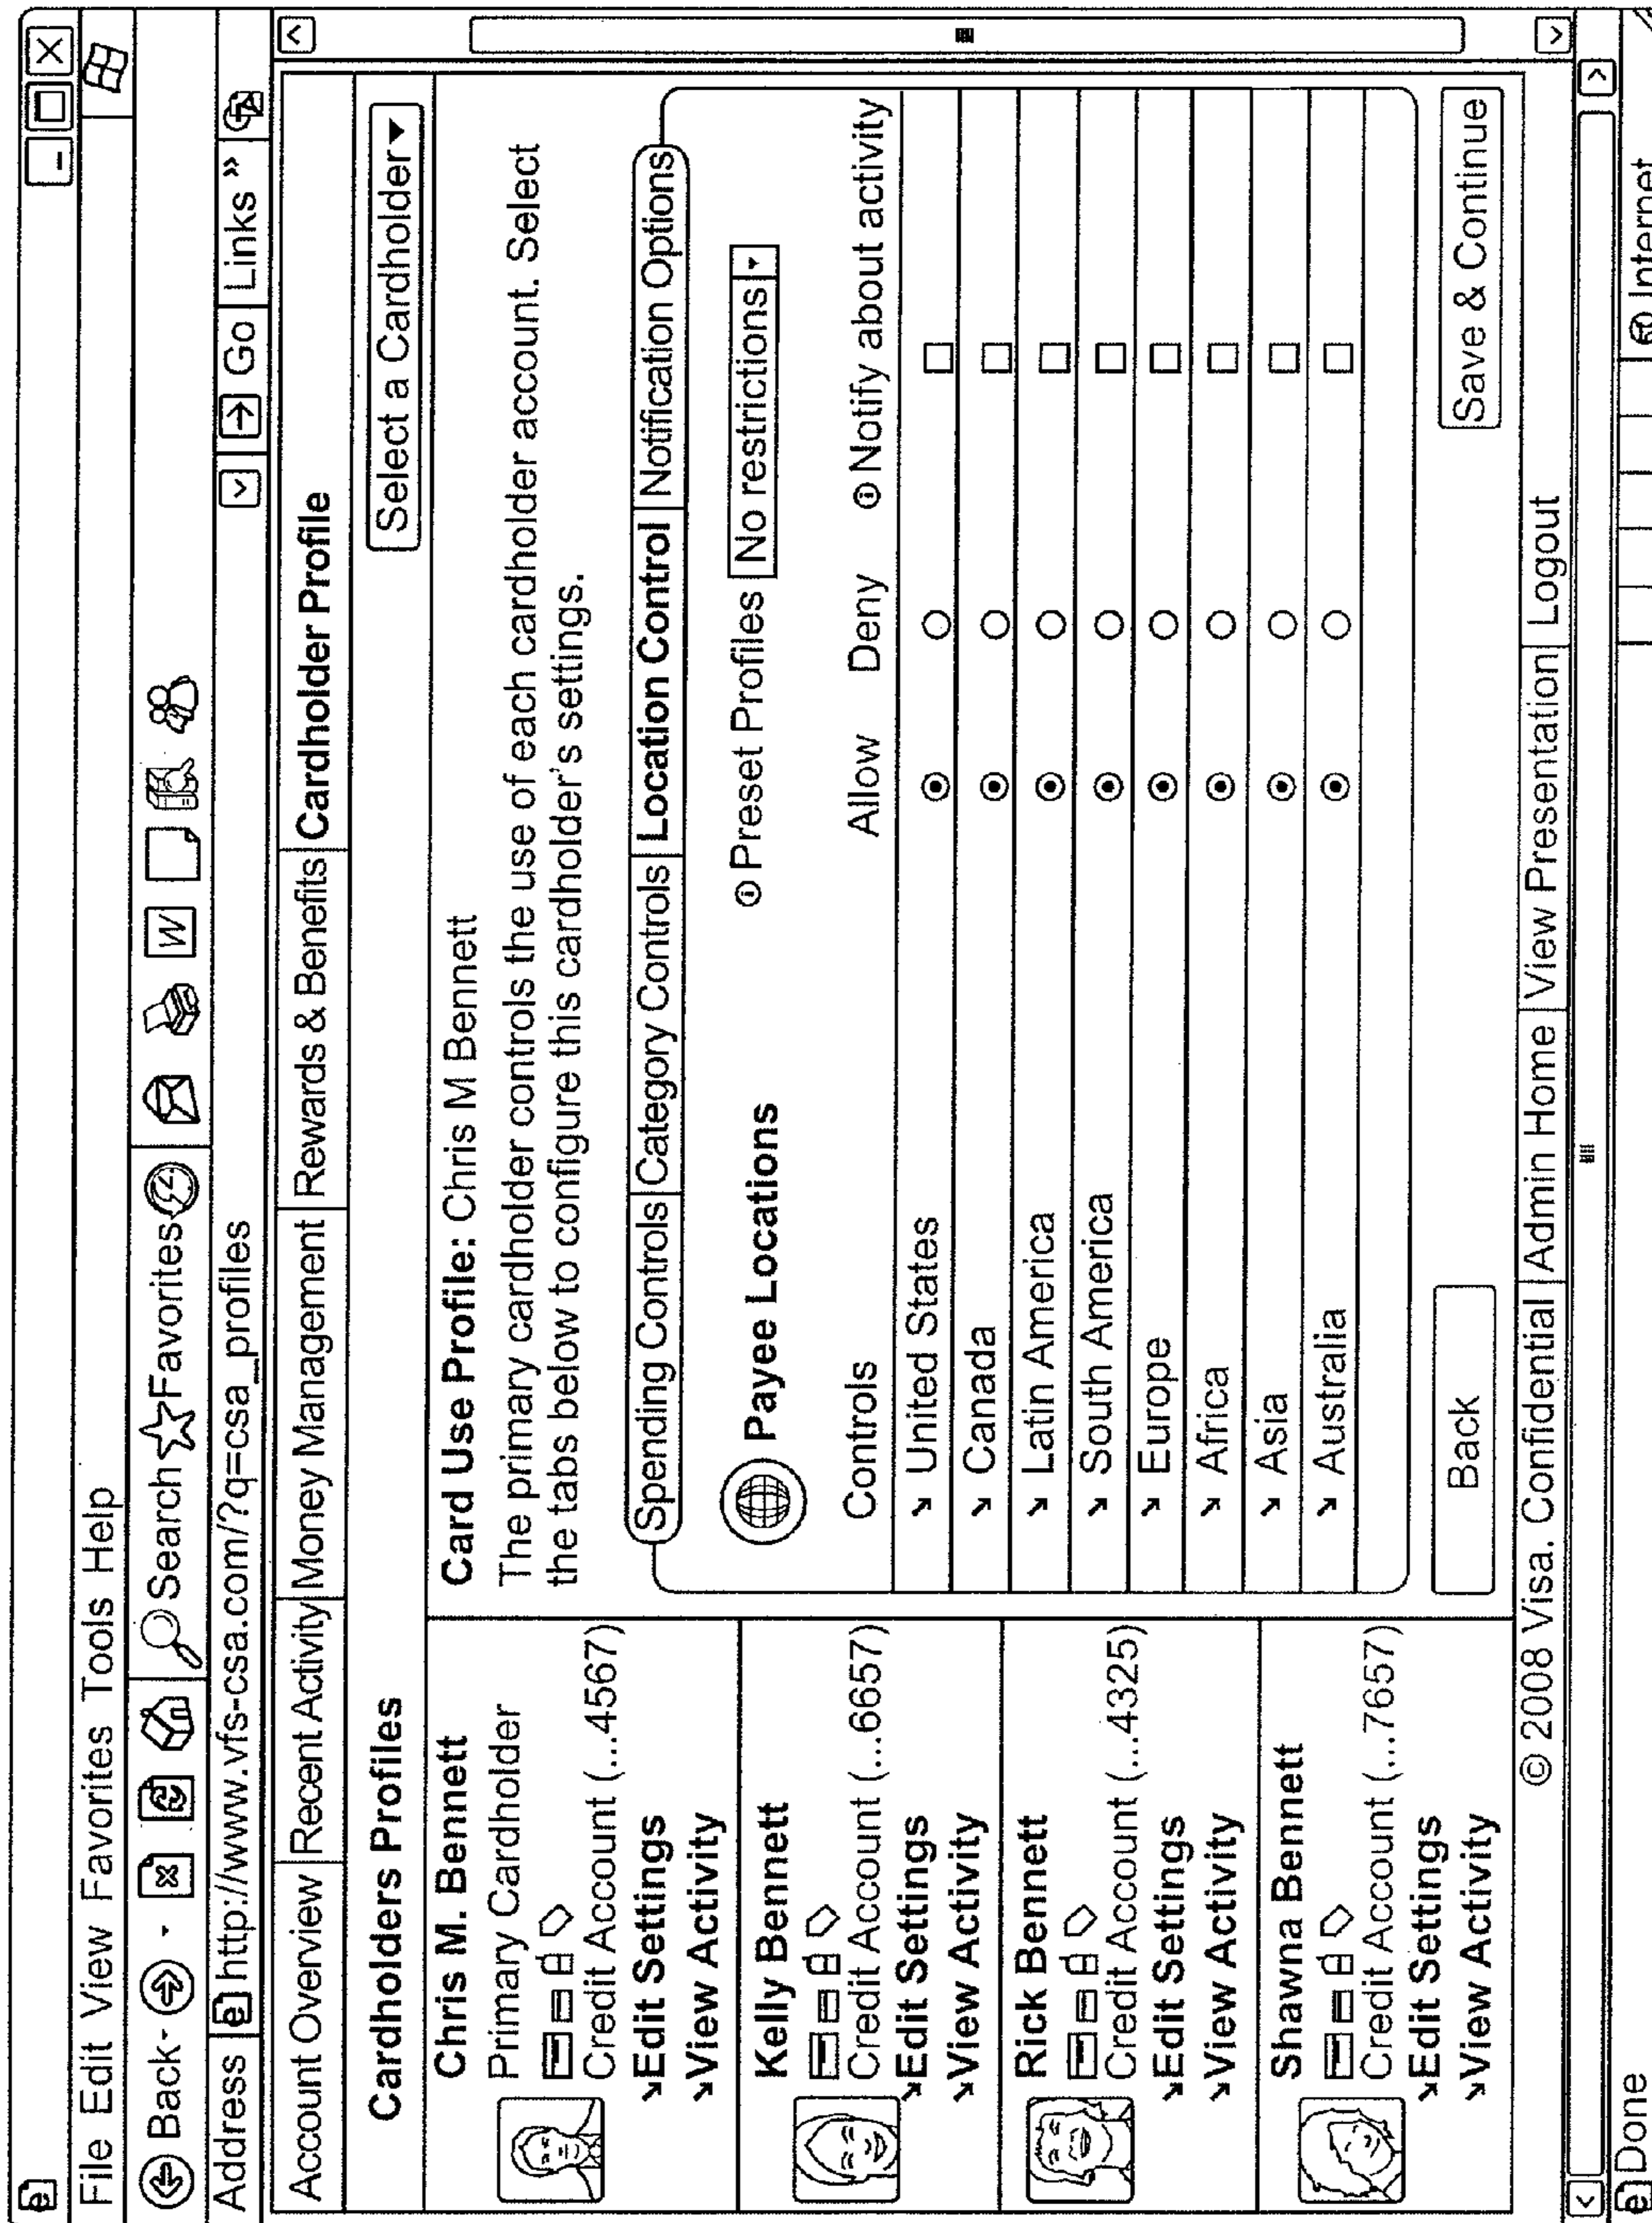 File Edit View Favorites Tools Help
Back Search Favorites
Address http://www.vfs-csa.com/?q=csa_profiles Go Links »
Account Overview Recent Activity Money Management Rewards & Benefits Cardholder Profile
Cardholders Profiles
Select a Cardholder
Chris M. Bennett
Primary Cardholder
Credit Account (...4567)
Edit Settings
View Activity
Kelly Bennett
Credit Account (...6657)
Edit Settings
View Activity
Rick Bennett
Credit Account (...4325)
Edit Settings
View Activity
Shawna Bennett
Credit Account (...7657)
Edit Settings
View Activity
Card Use Profile: Chris M Bennett
The primary cardholder controls the use of each cardholder account. Select
the tabs below to configure this cardholder's settings.
Spending Controls Category Controls Location Control Notification Options
Payee Locations
Preset Profiles No restrictions
Controls Allow Deny Notify about activity
United States
Canada
Latin America
South America
Europe
Africa
Asia
Australia
Back
Save & Continue
© 2008 Visa. Confidential Admin Home View Presentation Logout
Done
Internet